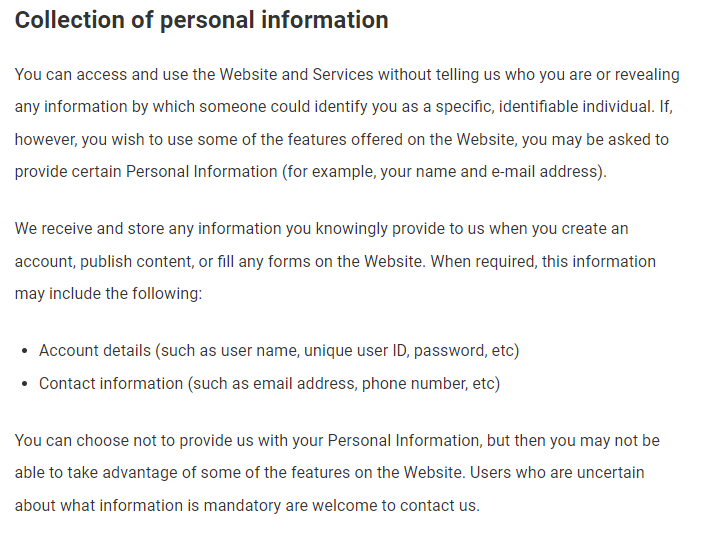 Collection of personal information
You can access and use the Website and Services without telling us who you are or revealing
any information by which someone could identify you as a specific, identifiable individual. If,
however, you wish to use some of the features offered on the Website, you may be asked to
provide certain Personal Information (for example, your name and e-mail address).
We receive and store any information you knowingly provide to us when you create an
account, publish content, or fill any forms on the Website. When required, this information
may include the following:
• Account details (such as user name, unique user ID, password, etc)
• Contact information (such as email address, phone number, etc)
You can choose not to provide us with your Personal Information, but then you may not be
able to take advantage of some of the features on the Website. Users who are uncertain
about what information is mandatory are welcome to contact us.